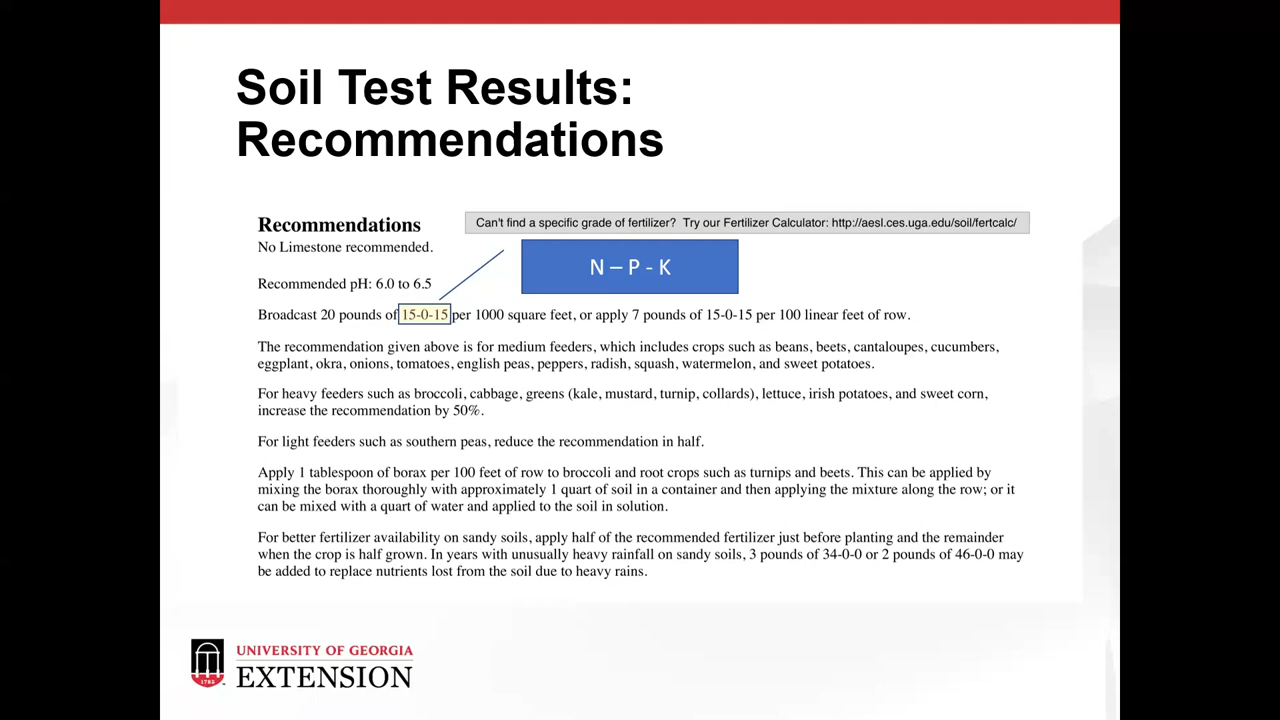 Soil Test Results:
Recommendations
Recommendations
Can't find a specific grade of fertilizer? Try our Fertilizer Calculator: http://aesl.ces.uga.edu/soil/fertcalc/
No Limestone recommended.
N – P - K
Recommended pH: 6.0 to 6.5
Broadcast 20 pounds of 15-0-15 per 1000 square feet, or apply 7 pounds of 15-0-15 per 100 linear feet of row.
The recommendation given above is for medium feeders, which includes crops such as beans, beets, cantaloupes, cucumbers,
eggplant, okra, onions, tomatoes, english peas, peppers, radish, squash, watermelon, and sweet potatoes.
For heavy feeders such as broccoli, cabbage, greens (kale, mustard, turnip, collards), lettuce, irish potatoes, and sweet corn,
increase the recommendation by 50%.
For light feeders such as southern peas, reduce the recommendation in half.
Apply 1 tablespoon of borax per 100 feet of row to broccoli and root crops such as turnips and beets. This can be applied by
mixing the borax thoroughly with approximately 1 quart of soil in a container and then applying the mixture along the row; or it
can be mixed with a quart of water and applied to the soil in solution.
For better fertilizer availability on sandy soils, apply half of the recommended fertilizer just before planting and the remainder
when the crop is half grown. In years with unusually heavy rainfall on sandy soils, 3 pounds of 34-0-0 or 2 pounds of 46-0-0 may
be added to replace nutrients lost from the soil due to heavy rains.
UNIVERSITY OF GEORGIA
EXTENSION
1785